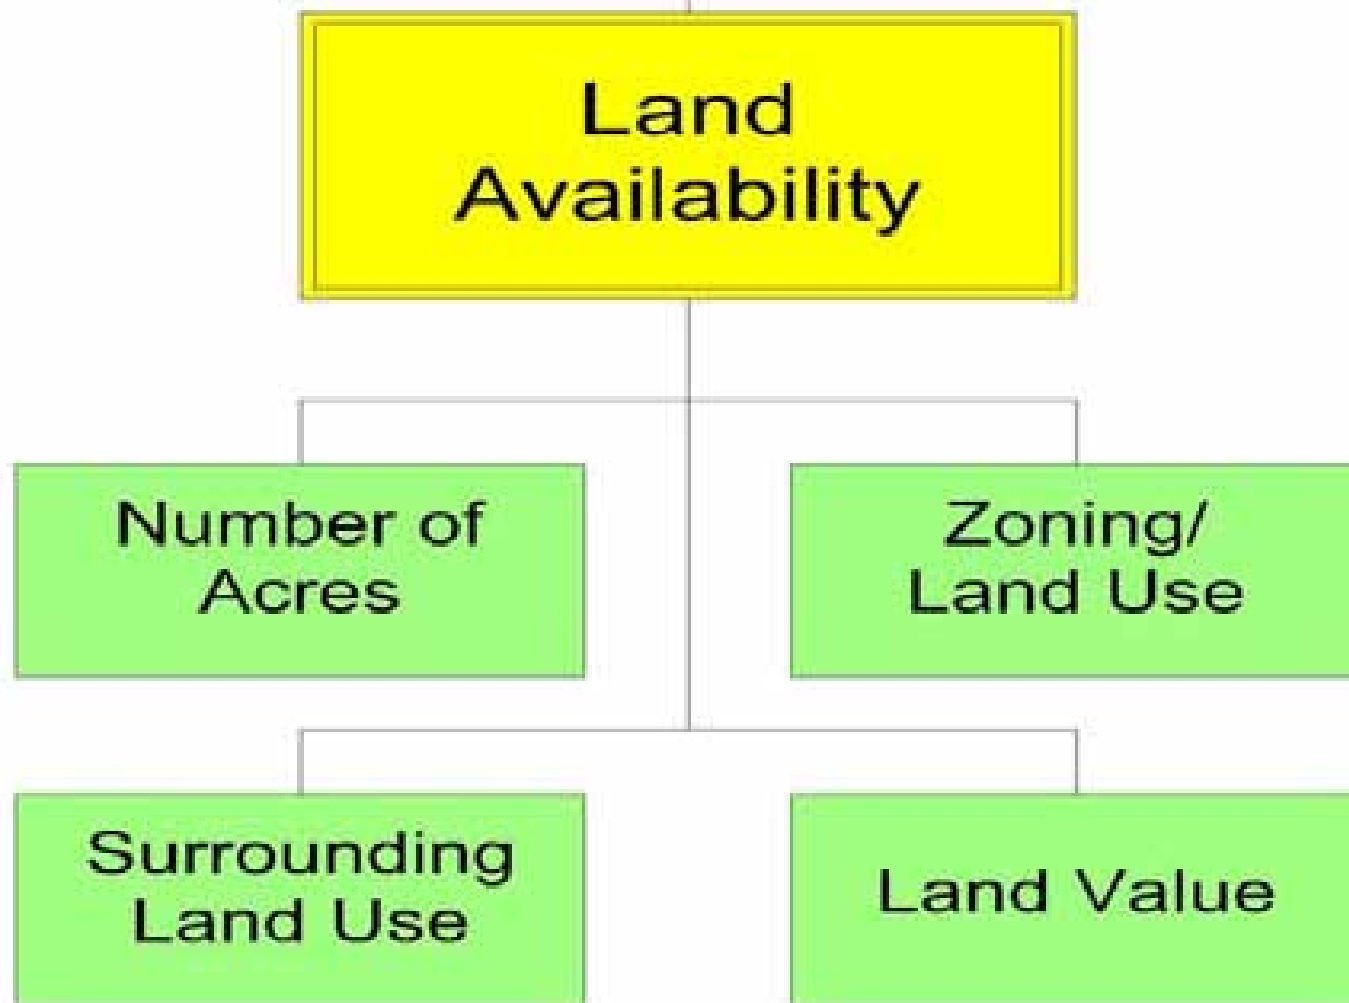 Land
Availability
Number of
Acres
Zoning/
Land Use
Surrounding
Land Use
Land Value